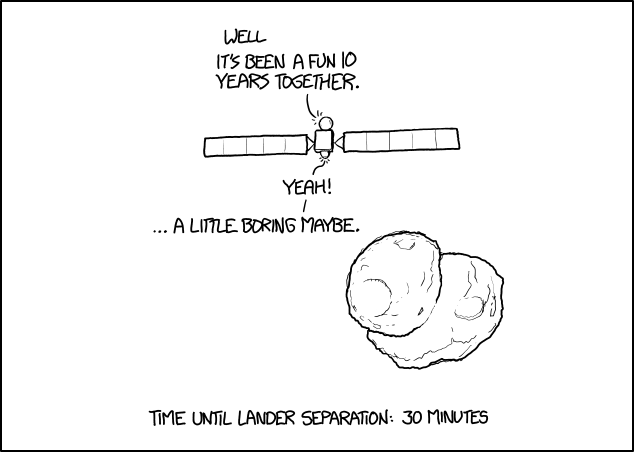 WELL
IT'S BEEN A FUN 10
YEARS TOGETHER.
YEAH!
... A LITTLE BORING MAYBE.
TIME UNTIL LANDER SEPARATION: 30 MINUTES